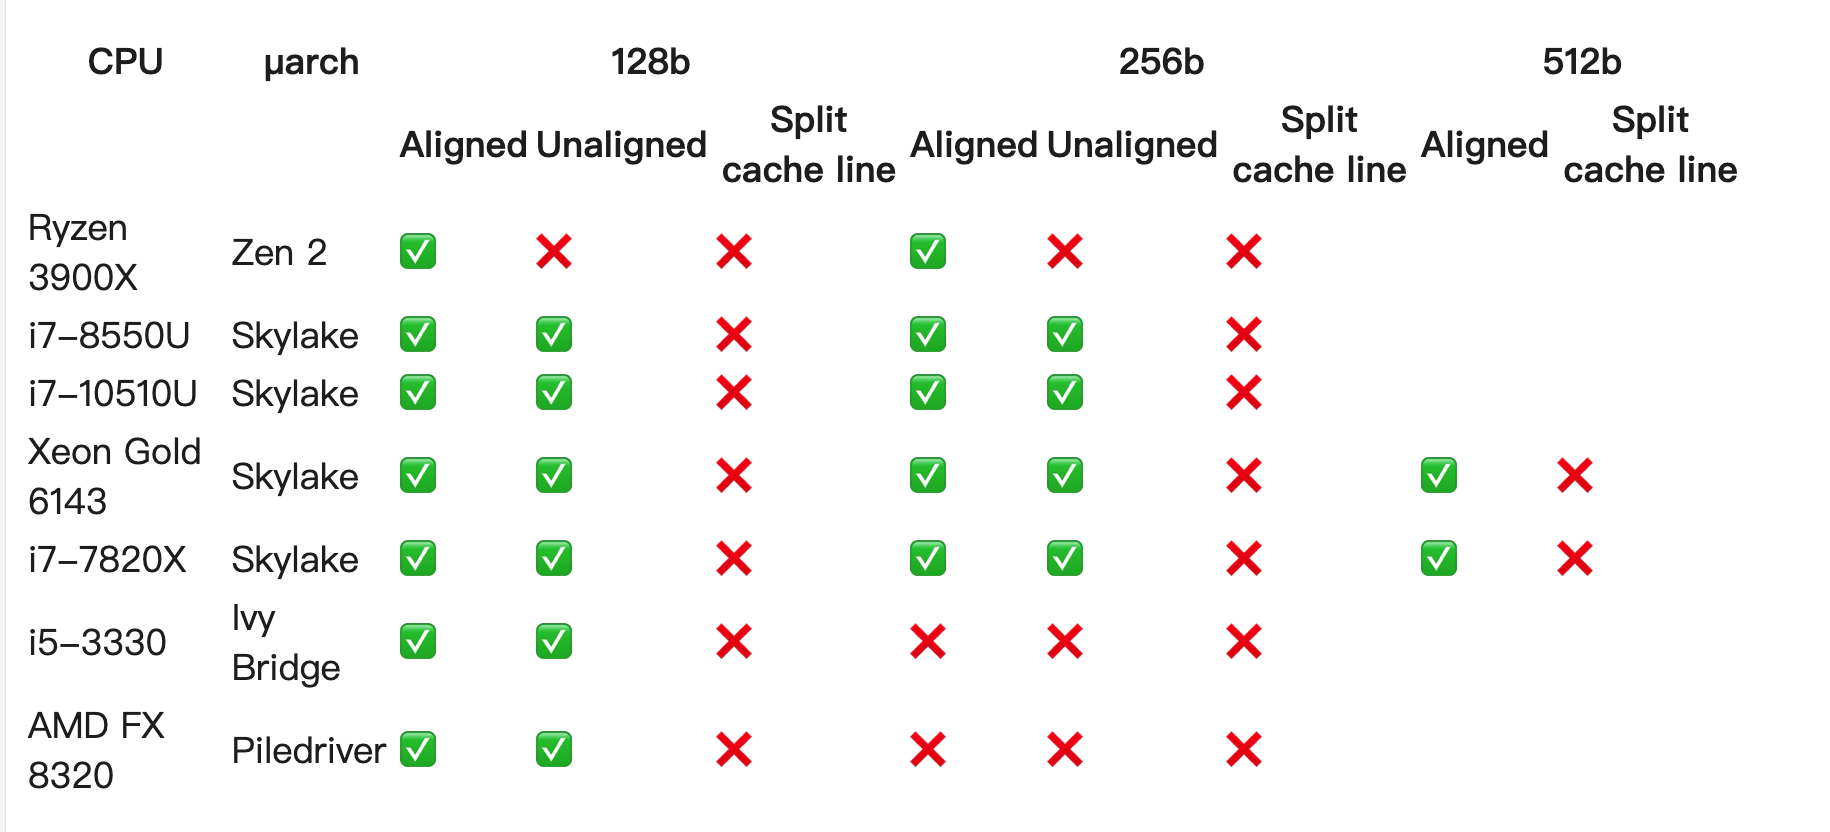 CPU µarch 128b 256b 512b
Aligned Unaligned Split cache line Aligned Unaligned Split cache line Aligned Split cache line
Ryzen 3900X Zen 2 ✅ ❌ ❌ ✅ ❌ ❌
i7-8550U Skylake ✅ ✅ ❌ ✅ ✅ ❌
i7-10510U Skylake ✅ ✅ ❌ ✅ ✅ ❌
Xeon Gold 6143 Skylake ✅ ✅ ❌ ✅ ✅ ❌ ✅ ❌
i7-7820X Skylake ✅ ✅ ❌ ✅ ✅ ❌ ✅ ❌
i5-3330 Ivy Bridge ✅ ✅ ❌ ❌ ❌ ❌
AMD FX 8320 Piledriver ✅ ✅ ❌ ❌ ❌ ❌